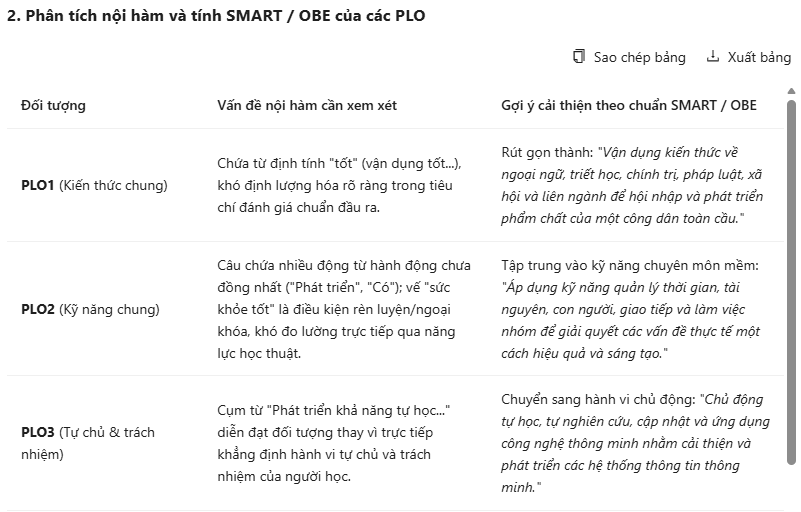 2. Phân tích nội hàm và tính SMART / OBE của các PLO
Sao chép bảng
Xuất bảng
Đối tượng
Vấn đề nội hàm cần xem xét
Gợi ý cải thiện theo chuẩn SMART / OBE
PLO1 (Kiến thức chung)
Chứa từ định tính "tốt" (vận dụng tốt...),
khó định lượng hóa rõ ràng trong tiêu
chí đánh giá chuẩn đầu ra.
Rút gọn thành: "Vận dụng kiến thức về
ngoại ngữ, triết học, chính trị, pháp luật, xã
hội và liên ngành để hội nhập và phát triển
phẩm chất của một công dân toàn cầu."
PLO2 (Kỹ năng chung)
Câu chứa nhiều động từ hành động chưa
đồng nhất ("Phát triển", "Có"); vế "sức
khỏe tốt" là điều kiện rèn luyện/ngoại
khóa, khó đo lường trực tiếp qua năng
lực học thuật.
Tập trung vào kỹ năng chuyên môn mềm:
"Áp dụng kỹ năng quản lý thời gian, tài
nguyên, con người, giao tiếp và làm việc
nhóm để giải quyết các vấn đề thực tế một
cách hiệu quả và sáng tạo."
PLO3 (Tự chủ & trách
nhiệm)
Cụm từ "Phát triển khả năng tự học..."
diễn đạt đối tượng thay vì trực tiếp
khẳng định hành vi tự chủ và trách
nhiệm của người học.
Chuyển sang hành vi chủ động: "Chủ động
tự học, tự nghiên cứu, cập nhật và ứng dụng
công nghệ thông minh nhằm cải thiện và
phát triển các hệ thống thông tin thông
minh."